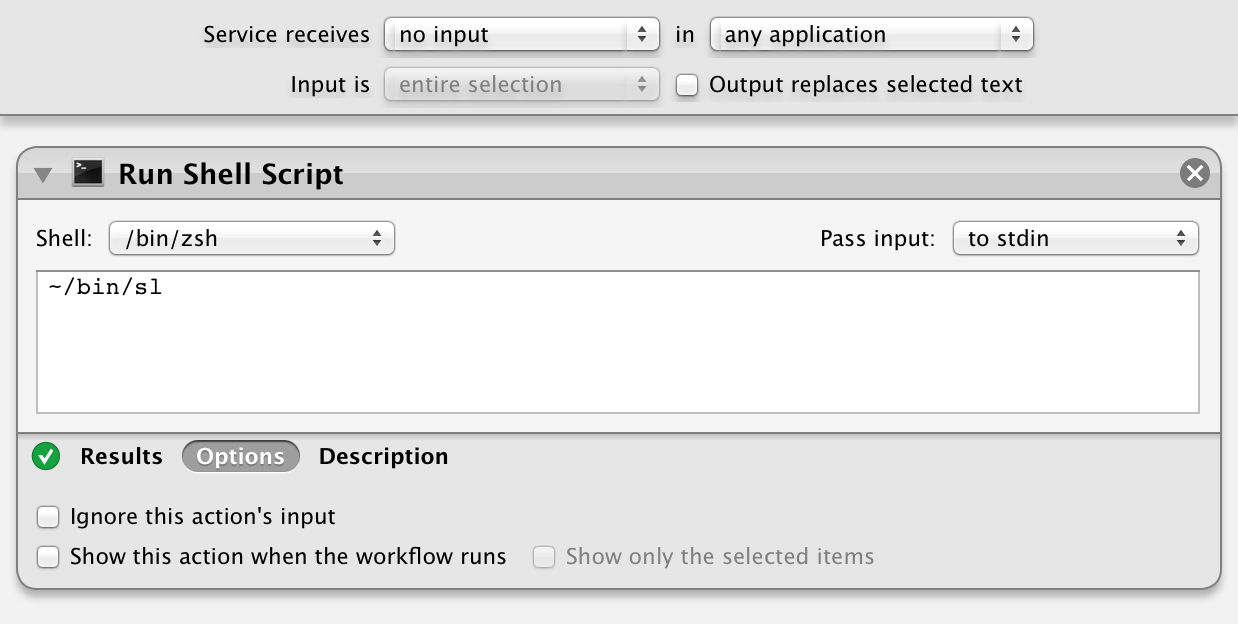 Service receives no input in any application
Input is entire selection Output replaces selected text
Run Shell Script
Shell: /bin/zsh Pass input: to stdin
~/bin/sl
Results Options Description
Ignore this action's input
Show this action when the workflow runs Show only the selected items